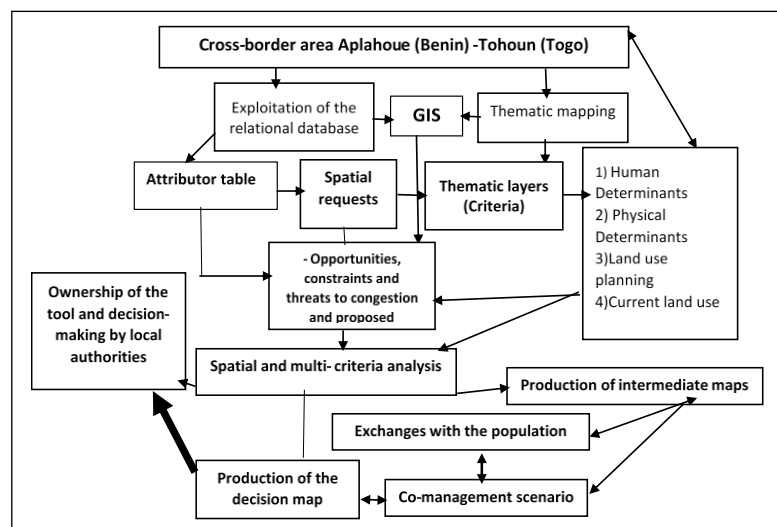 Cross-border area Aplahoue (Benin) -Tohoun (Togo)
Exploitation of the
relational database
GIS
Thematic mapping
Attributor table
Spatial
requests
Thematic layers
(Criteria)
1) Human
Determinants
2) Physical
Determinants
3)Land use
planning
4)Current land use
- Opportunities,
constraints and
threats to congestion
and proposed
Ownership of the
tool and decision-
making by local
authorities
Spatial and multi-criteria analysis
Production of intermediate maps
Exchanges with the population
Production of the
decision map
Co-management scenario